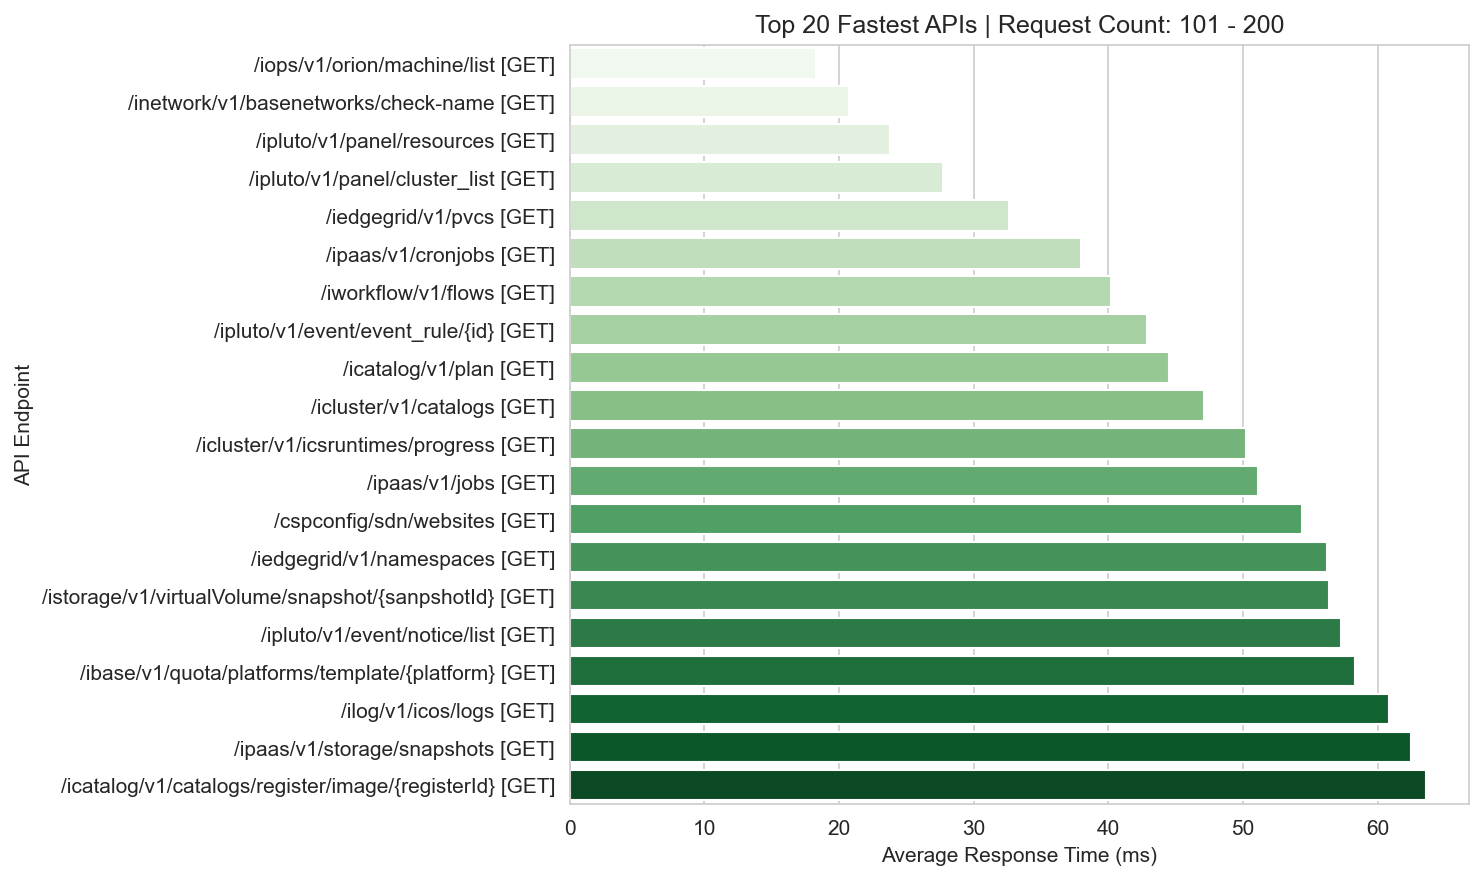 Top 20 Fastest APIs | Request Count: 101 - 200
/iops/v1/orion/machine/list [GET]
/inetwork/v1/basenetworks/check-name [GET]
/ipluto/v1/panel/resources [GET]
/ipluto/v1/panel/cluster_list [GET]
/iedgegrid/v1/pvcs [GET]
/ipaas/v1/cronjobs [GET]
/iworkflow/v1/flows [GET]
/ipluto/v1/event/event_rule/{id} [GET]
/icatalog/v1/plan [GET]
/icluster/v1/catalogs [GET]
/icluster/v1/icsruntimes/progress [GET]
/ipaas/v1/jobs [GET]
/cspconfig/sdn/websites [GET]
/iedgegrid/v1/namespaces [GET]
/istorage/v1/virtualVolume/snapshot/{sanpshotId} [GET]
/ipluto/v1/event/notice/list [GET]
/ibase/v1/quota/platforms/template/{platform} [GET]
/ilog/v1/icos/logs [GET]
/ipaas/v1/storage/snapshots [GET]
/icatalog/v1/catalogs/register/image/{registerId} [GET]
API Endpoint
0 10 20 30 40 50 60
Average Response Time (ms)